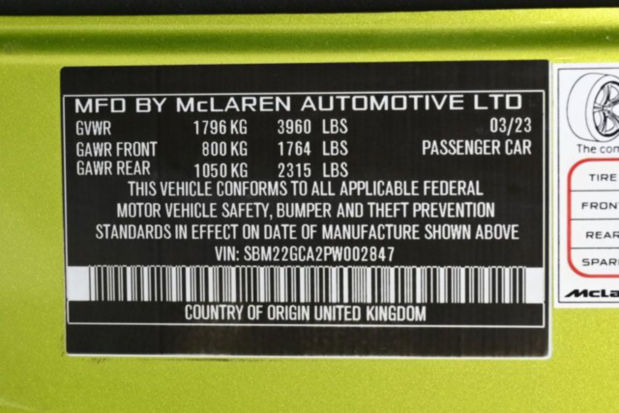 MFD BY McLAREN AUTOMOTIVE LTD
GVWR 1796 KG 3960 LBS 03/23
GAWR FRONT 800 KG 1764 LBS PASSENGER CAR
GAWR REAR 1050 KG 2315 LBS
THIS VEHICLE CONFORMS TO ALL APPLICABLE FEDERAL
MOTOR VEHICLE SAFETY, BUMPER AND THEFT PREVENTION
STANDARDS IN EFFECT ON DATE OF MANUFACTURE SHOWN ABOVE
VIN: SBM22GCA2PW002847
COUNTRY OF ORIGIN UNITED KINGDOM
The com
TIRE
FRON
REAR
SPAR
McLa